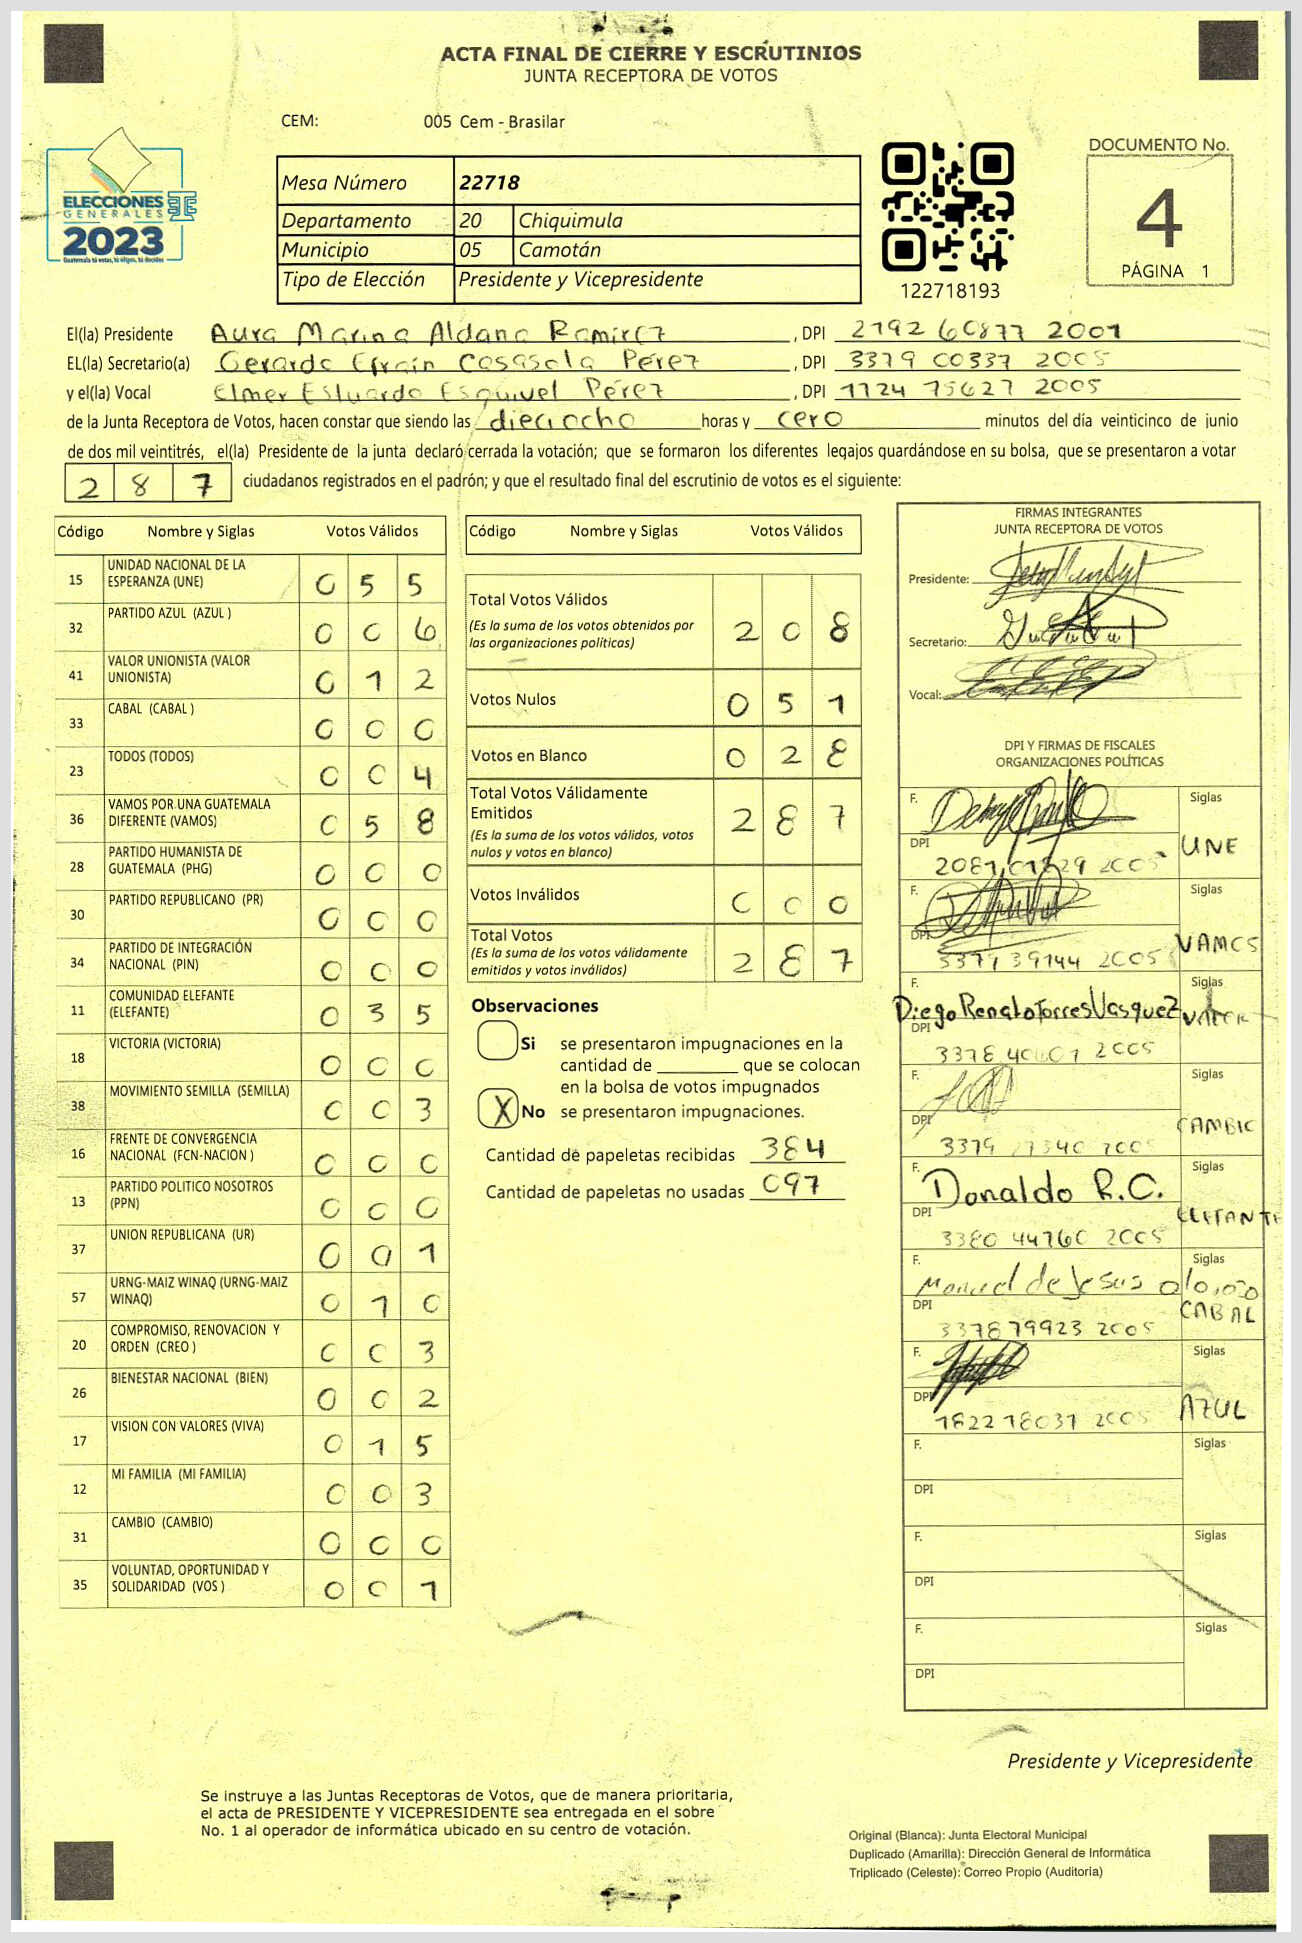 ACTA FINAL DE CIERRE Y ESCRUTINIOS
JUNTA RECEPTORA DE VOTOS
CEM: 005 Cem - Brasilar
DOCUMENTO No.
4
PÁGINA 1
ELECCIONES
GENERALES
2023
Guatemala tú votas, tú eliges, tú decides
Mesa Número 22718
Departamento 20 Chiquimula
Municipio 05 Camotán
Tipo de Elección Presidente y Vicepresidente
122718193
El(la) Presidente Aura Marina Aldana Ramirez, DPI 2192 60877 2001
EL(la) Secretario(a) Gerardo Efraín Casasola Pérez, DPI 3379 00337 2005
y el(la) Vocal Elmer Estuardo Esquivel Pérez, DPI 1724 75627 2005
de la Junta Receptora de Votos, hacen constar que siendo las dieciocho horas y cero minutos del día veinticinco de junio
de dos mil veintitrés, el(la) Presidente de la junta declaró cerrada la votación; que se formaron los diferentes legajos guardándose en su bolsa, que se presentaron a votar
2 8 7 ciudadanos registrados en el padrón; y que el resultado final del escrutinio de votos es el siguiente:
Código Nombre y Siglas Votos Válidos
15 UNIDAD NACIONAL DE LA ESPERANZA (UNE) 0 5 5
32 PARTIDO AZUL (AZUL ) 0 0 6
41 VALOR UNIONISTA (VALOR UNIONISTA) 0 1 2
33 CABAL (CABAL ) 0 0 0
23 TODOS (TODOS) 0 0 4
36 VAMOS POR UNA GUATEMALA DIFERENTE (VAMOS) 0 5 8
28 PARTIDO HUMANISTA DE GUATEMALA (PHG) 0 0 0
30 PARTIDO REPUBLICANO (PR) 0 0 0
34 PARTIDO DE INTEGRACIÓN NACIONAL (PIN) 0 0 0
11 COMUNIDAD ELEFANTE (ELEFANTE) 0 3 5
18 VICTORIA (VICTORIA) 0 0 0
38 MOVIMIENTO SEMILLA (SEMILLA) 0 0 3
16 FRENTE DE CONVERGENCIA NACIONAL (FCN-NACION ) 0 0 0
13 PARTIDO POLITICO NOSOTROS (PPN) 0 0 0
37 UNION REPUBLICANA (UR) 0 0 1
57 URNG-MAIZ WINAQ (URNG-MAIZ WINAQ) 0 1 0
20 COMPROMISO, RENOVACION Y ORDEN (CREO ) 0 0 3
26 BIENESTAR NACIONAL (BIEN) 0 0 2
17 VISION CON VALORES (VIVA) 0 1 5
12 MI FAMILIA (MI FAMILIA) 0 0 3
31 CAMBIO (CAMBIO) 0 0 0
35 VOLUNTAD, OPORTUNIDAD Y SOLIDARIDAD (VOS ) 0 0 1
Código Nombre y Siglas Votos Válidos
Total Votos Válidos 2 0 8
(Es la suma de los votos obtenidos por
las organizaciones políticas)
Votos Nulos 0 5 1
Votos en Blanco 0 2 8
Total Votos Válidamente
Emitidos 2 8 7
(Es la suma de los votos válidos, votos
nulos y votos en blanco)
Votos Inválidos 0 0 0
Total Votos 2 8 7
(Es la suma de los votos válidamente
emitidos y votos inválidos)
Observaciones
Si se presentaron impugnaciones en la
cantidad de ________ que se colocan
en la bolsa de votos impugnados
X No se presentaron impugnaciones.
Cantidad de papeletas recibidas 384
Cantidad de papeletas no usadas 097
FIRMAS INTEGRANTES
JUNTA RECEPTORA DE VOTOS
Presidente:
Secretario:
Vocal:
DPI Y FIRMAS DE FISCALES
ORGANIZACIONES POLÍTICAS
F. Siglas
UNE
DPI
F. Siglas
VAMOS
DPI 3379 39144 2005
F. Siglas
Diego Renato Torres Vasquez VALOR
DPI
F. Siglas
CAMBIO
DPI 3379 2005
F. Siglas
Donaldo R.C.
ELEFANTE
DPI 3380 44760 2005
F. Siglas
Manuel de Jesus
CABAL
DPI 3378 79923 2005
F. Siglas
AZUL
DPI 1822 18031 2005
F. Siglas
DPI
F. Siglas
DPI
F. Siglas
DPI
Presidente y Vicepresidente
Se instruye a las Juntas Receptoras de Votos, que de manera prioritaria,
el acta de PRESIDENTE Y VICEPRESIDENTE sea entregada en el sobre
No. 1 al operador de informática ubicado en su centro de votación.
Original (Blanca): Junta Electoral Municipal
Duplicado (Amarilla): Dirección General de Informática
Triplicado (Celeste): Correo Propio (Auditoria)